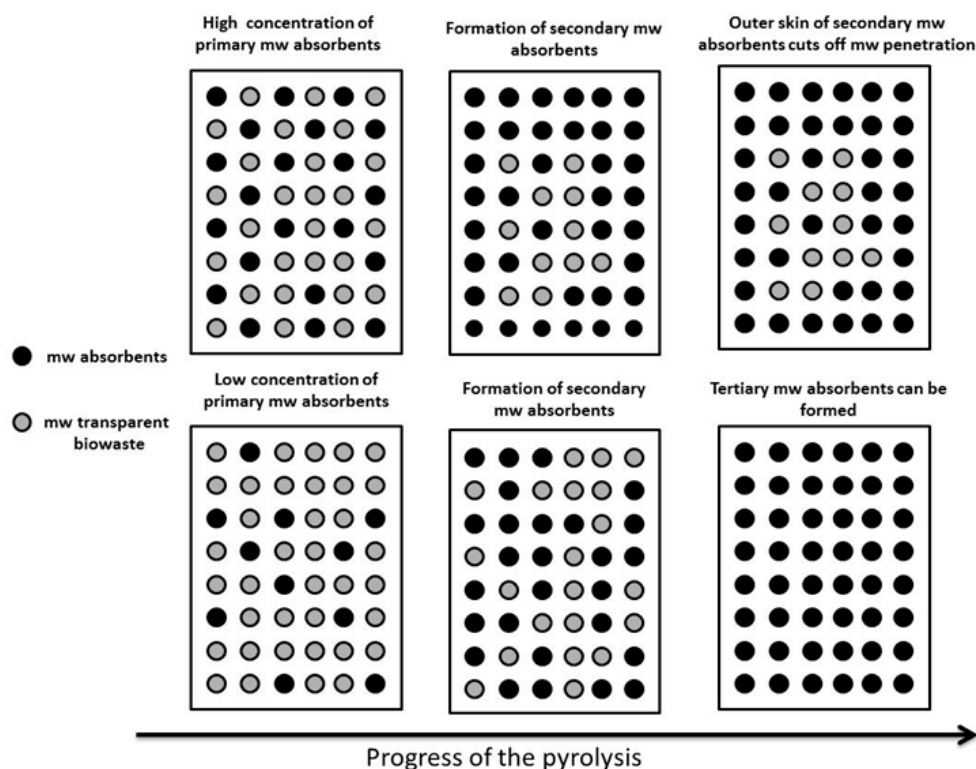 High concentration of
primary mw absorbents
Formation of secondary mw
absorbents
Outer skin of secondary mw
absorbents cuts off mw penetration
mw absorbents
mw transparent
biowaste
Low concentration of
primary mw absorbents
Formation of secondary
mw absorbents
Tertiary mw absorbents can be
formed
Progress of the pyrolysis